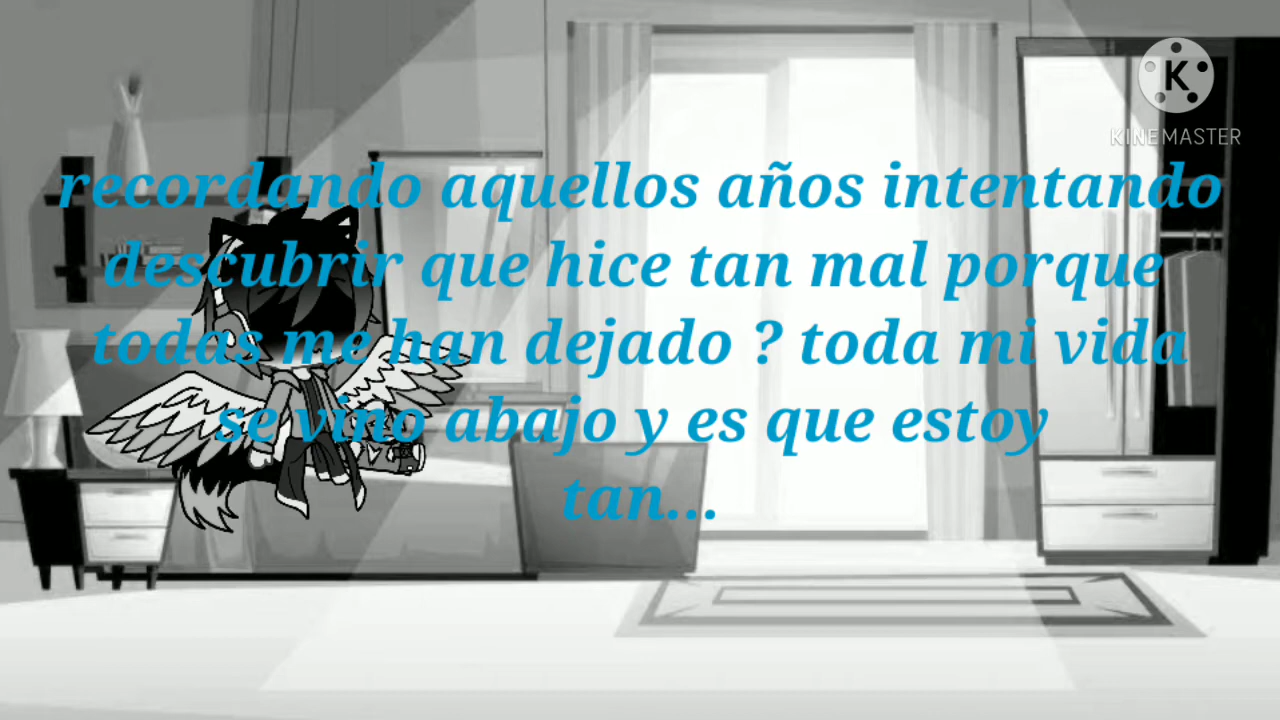 KINEMASTER
recordando aquellos años intentando
descubrir que hice tan mal porque
todas me han dejado ? toda mi vida
se vino abajo y es que estoy
tan...